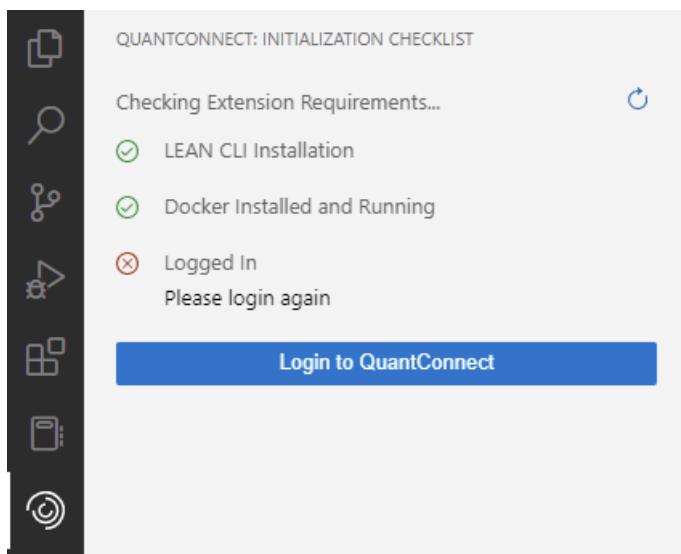 QUANTCONNECT: INITIALIZATION CHECKLIST
Checking Extension Requirements...
LEAN CLI Installation
Docker Installed and Running
Logged In
Please login again
Login to QuantConnect